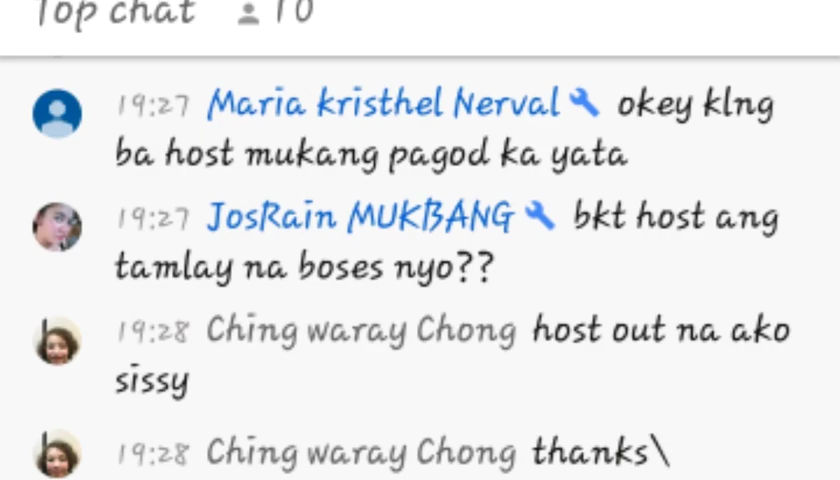 Top chat 10
19:27 Maria kristhel Nerval okey klng
ba host mukang pagod ka yata
19:27 JosRain MUKBANG bkt host ang
tamlay na boses nyo??
19:28 Ching waray Chong host out na ako
sissy
19:28 Ching waray Chong thanks\